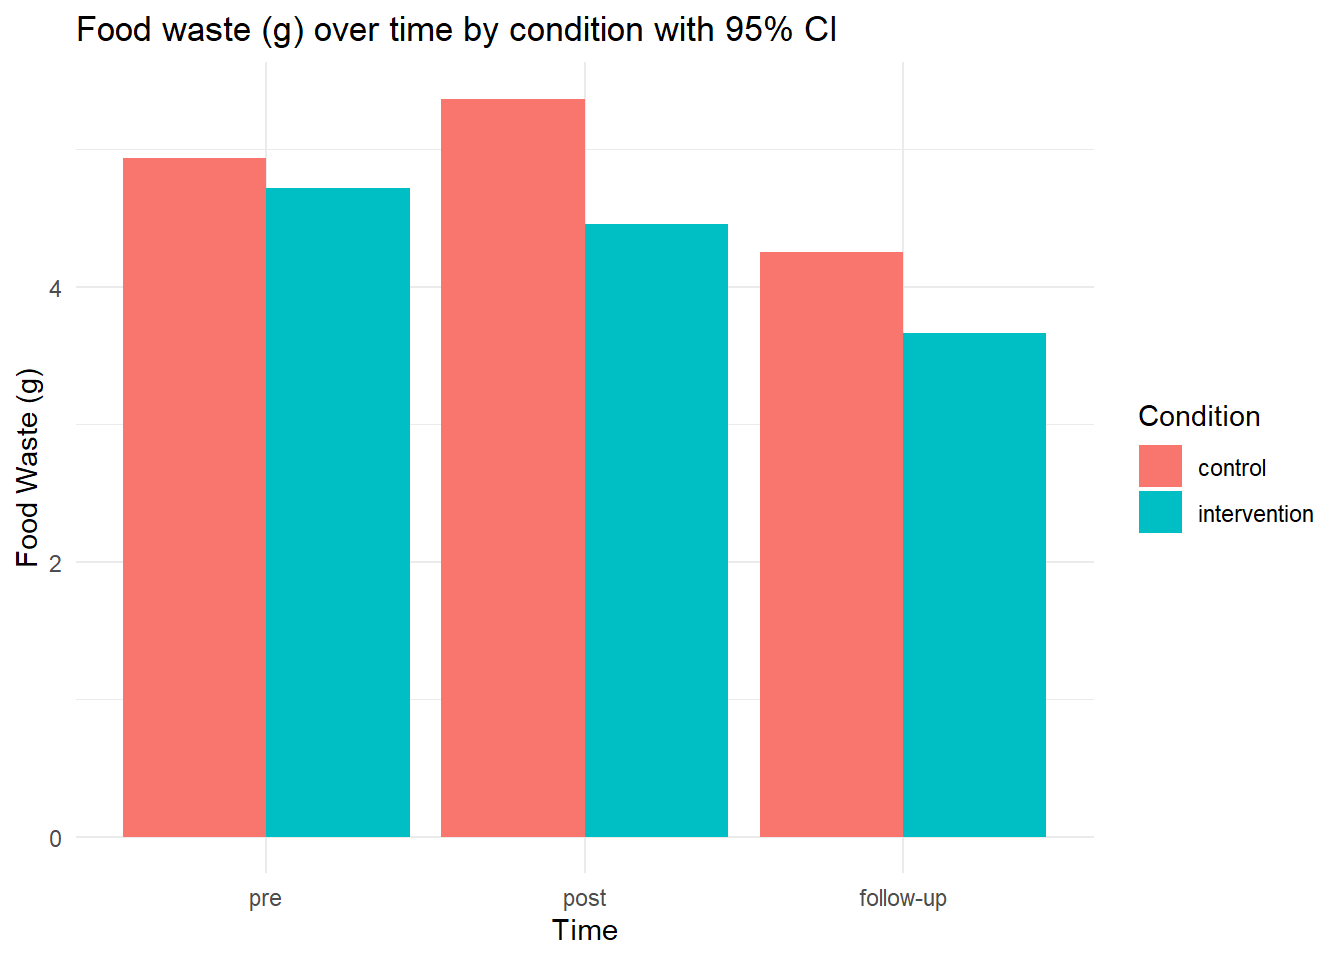 Food waste (g) over time by condition with 95% CI
Food Waste (g)
4
2
0
pre post follow-up
Time
Condition
control
intervention